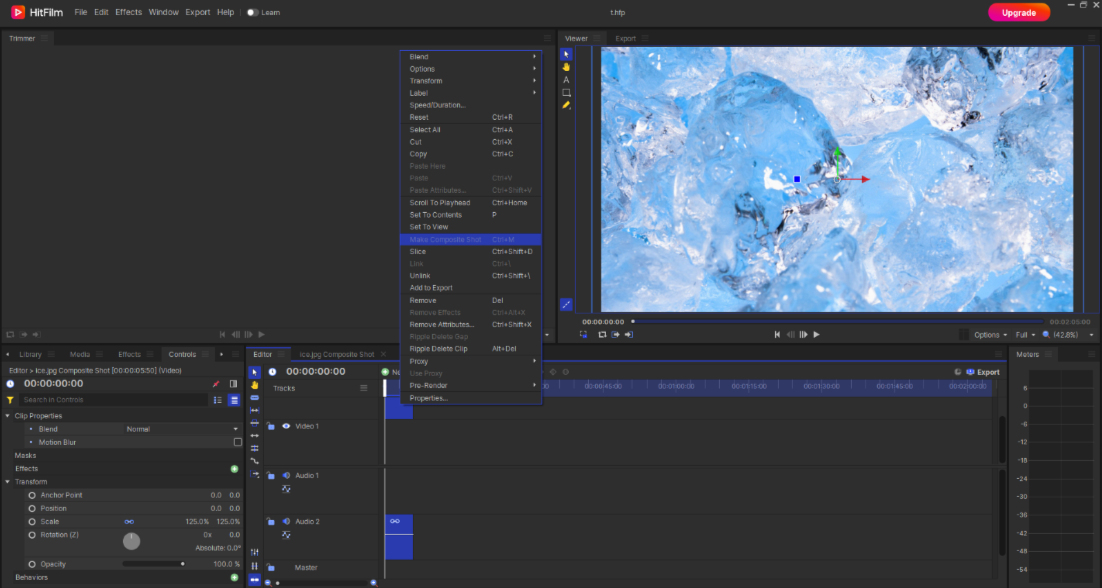 HitFilm File Edit Effects Window Export Help Learn t.hfp Upgrade
Trimmer
Viewer Export
Blend
Options
Transform
Label
Speed/Duration...
Reset Ctrl+R
Select All Ctrl+A
Cut Ctrl+X
Copy Ctrl+C
Paste Here
Paste Ctrl+V
Paste Attributes... Ctrl+Shift+V
Scroll To Playhead Ctrl+Home
Set To Contents P
Set To View
Make Composite Shot Ctrl+M
Slice Ctrl+Shift+D
Link Ctrl+\
Unlink Ctrl+Shift+\
Add to Export
Remove Del
Remove Effects Ctrl+Alt+X
Remove Attributes... Ctrl+Shift+X
Ripple Delete Gap
Ripple Delete Clip Alt+Del
Proxy
Use Proxy
Pre-Render
Properties...
A
00:00:00:00 00:02:05:00
Options Full (42.8%)
Library Media Effects Controls
Editor > Ice.jpg Composite Shot [00:00:05:50] (Video)
00:00:00:00
Search in Controls
Clip Properties
Blend Normal
Motion Blur
Masks
Effects
Transform
Anchor Point 0.0 0.0
Position 0.0 0.0
Scale 125.0% 125.0%
Rotation (Z) 0x 0.0
Absolute: 0.0°
Opacity 100.0 %
Behaviors
Editor Ice.jpg Composite Shot
00:00:00:00
Export
Tracks
00:00:45:00 00:01:00:00 00:01:15:00 00:01:30:00 00:01:45:00 00:02:00:00
Video 1
Audio 1
Audio 2
Master
Meters
6
0
-6
-12
-18
-24
-30
-36
-42
-48
-54